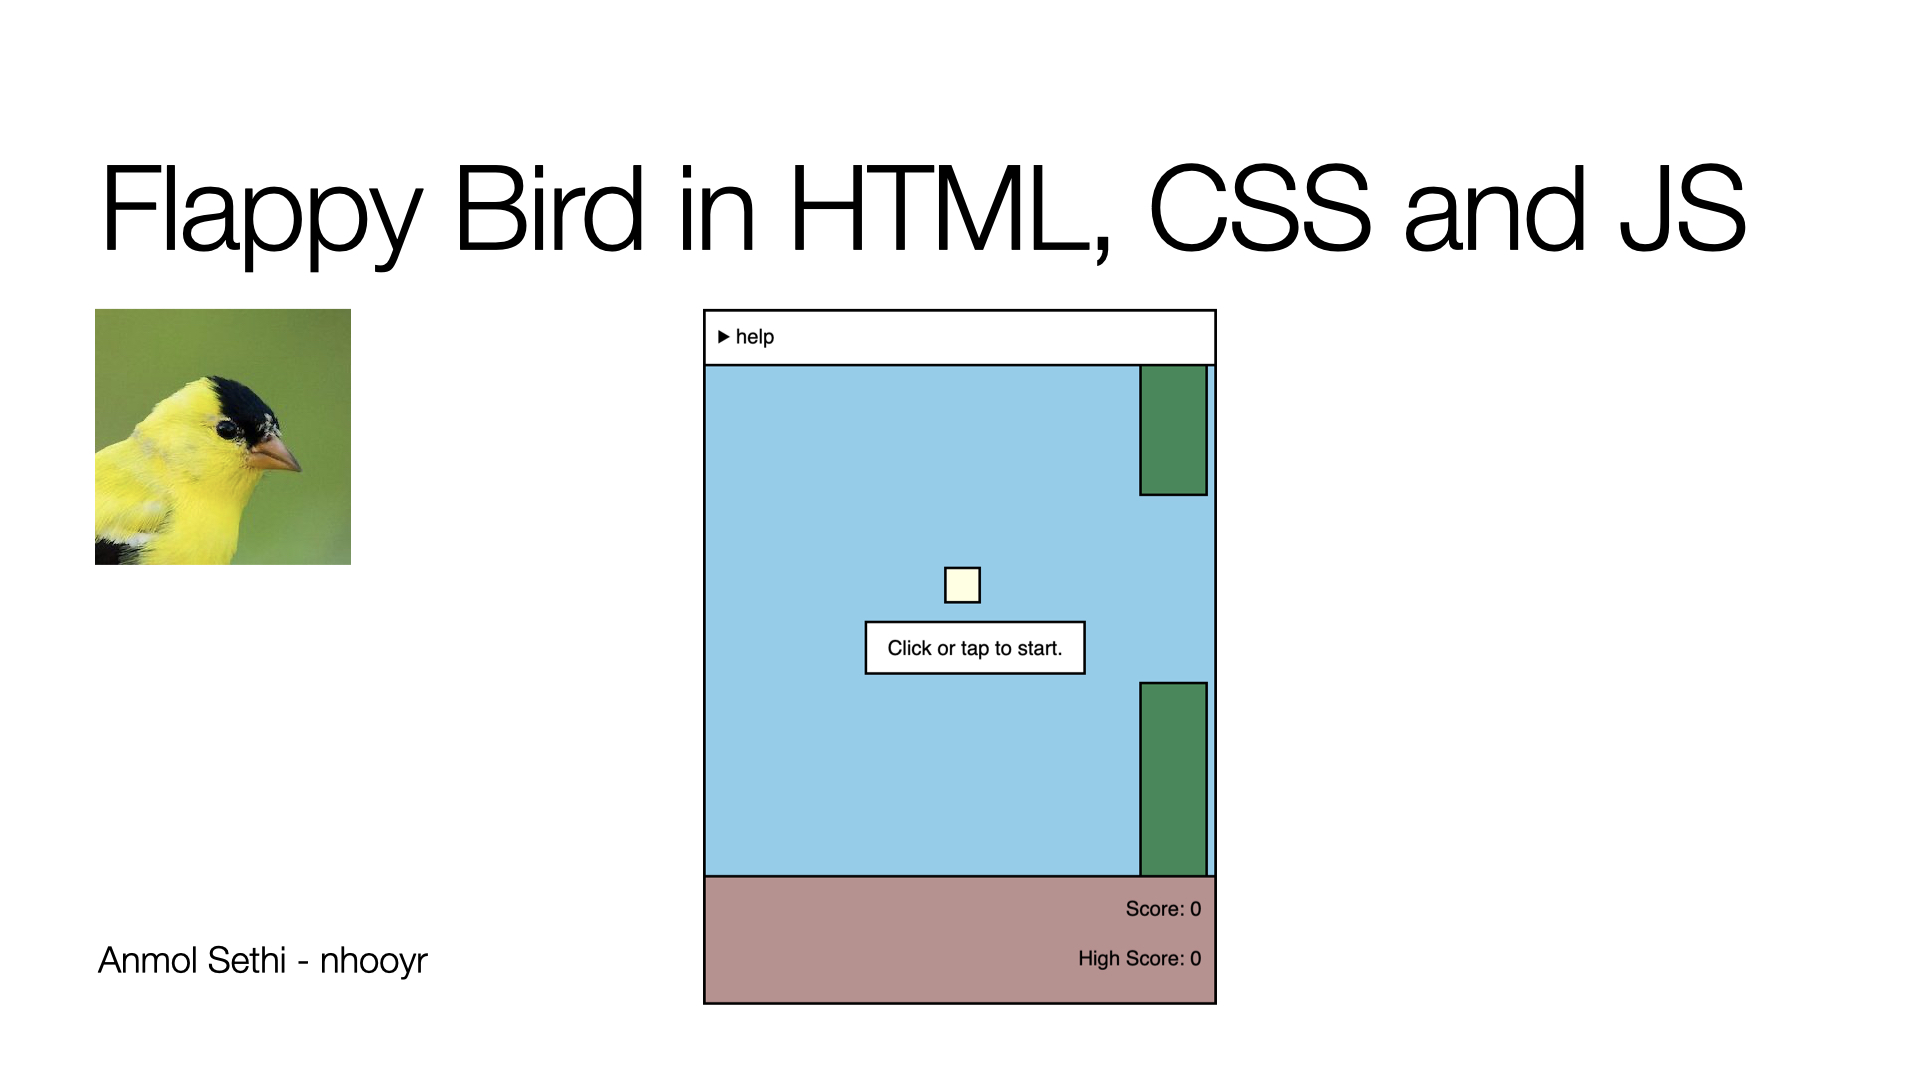 Flappy Bird in HTML, CSS and JS
▶ help
Click or tap to start.
Score: 0
High Score: 0
Anmol Sethi - nhooyr